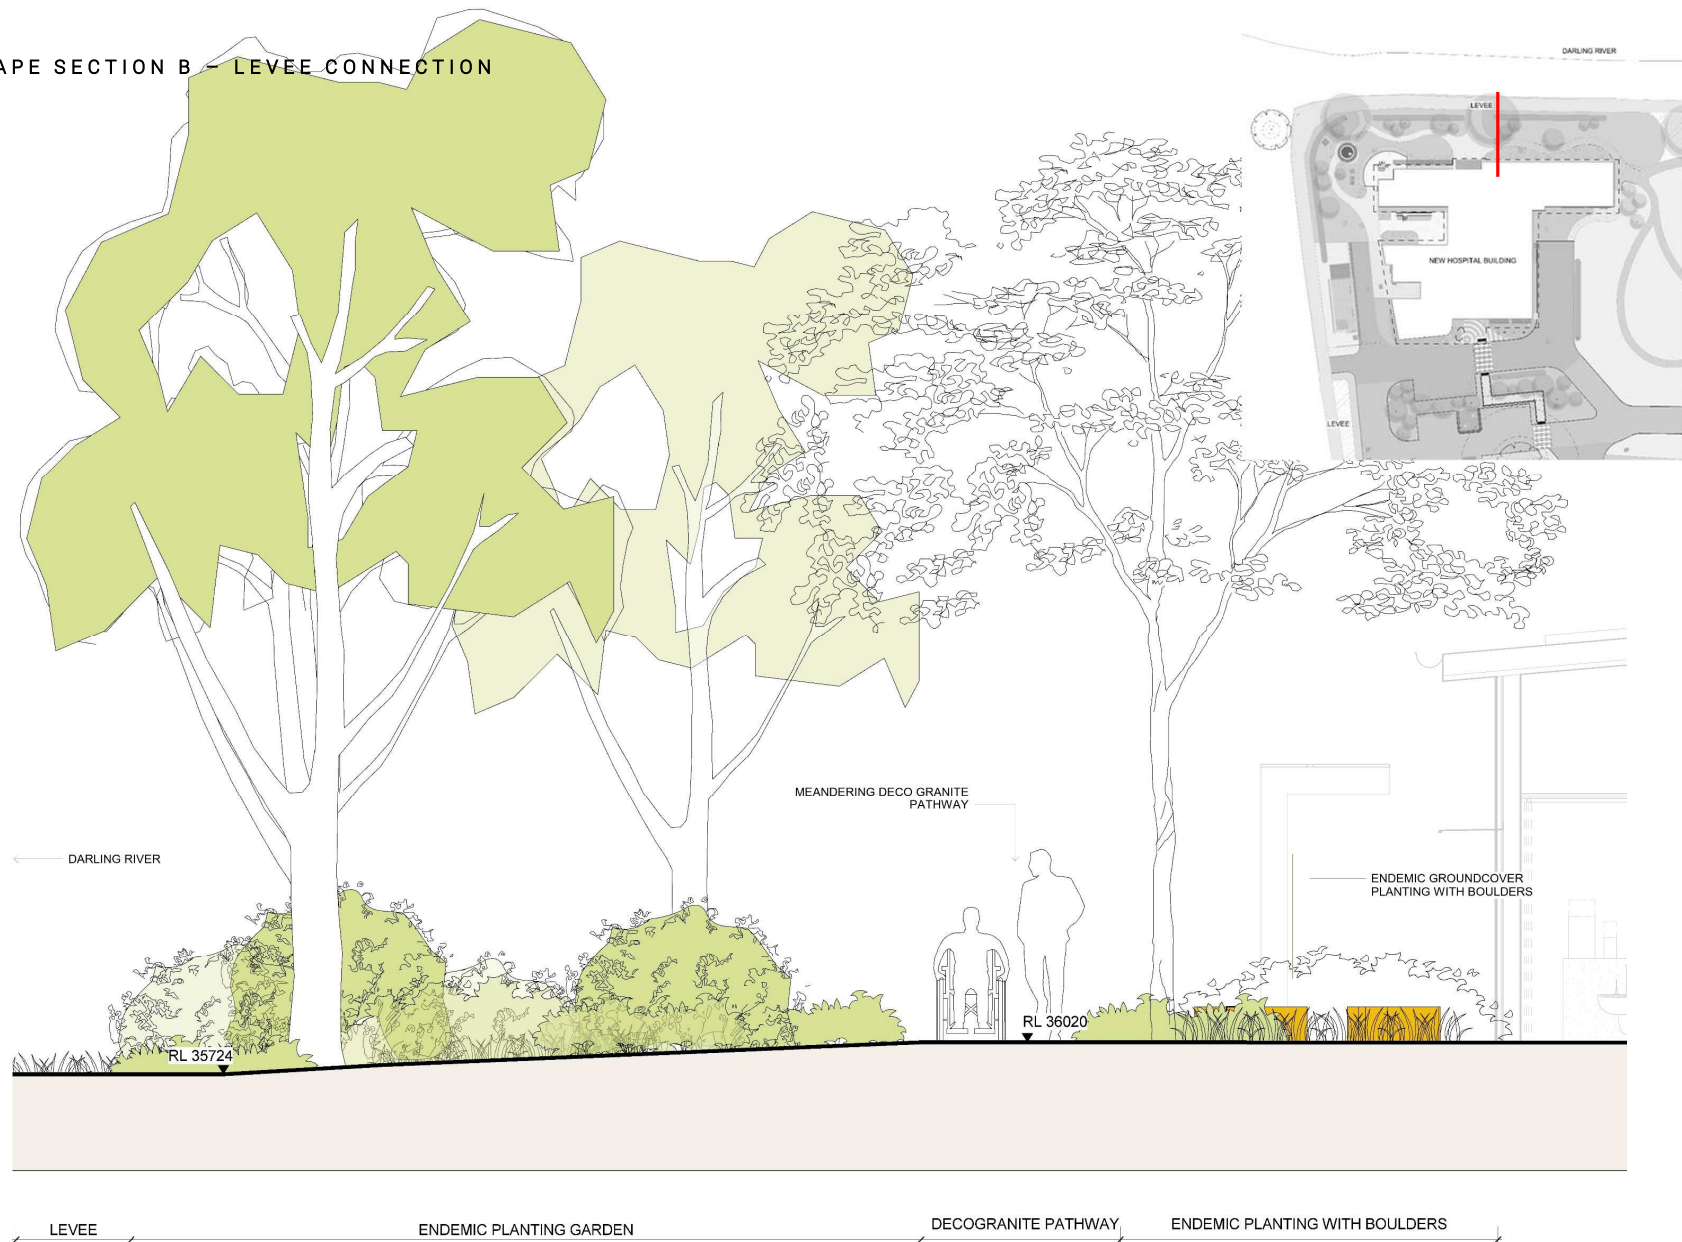 APE SECTION B – LEVEE CONNECTION
DARLING RIVER
LEVEE
NEW HOSPITAL BUILDING
LEVEE
MEANDERING DECO GRANITE
PATHWAY
DARLING RIVER
ENDEMIC GROUNDCOVER
PLANTING WITH BOULDERS
RL 36020
RL 35724
LEVEE
ENDEMIC PLANTING GARDEN
DECOGRANITE PATHWAY
ENDEMIC PLANTING WITH BOULDERS